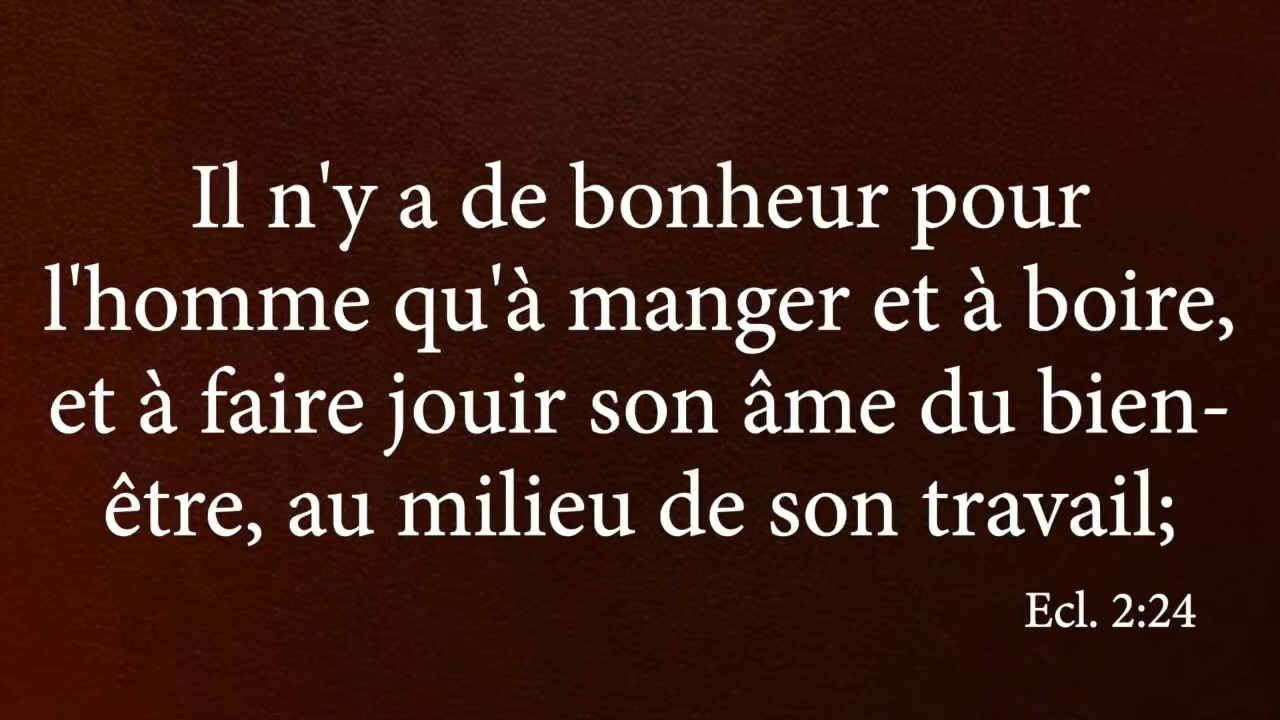 Il n'y a de bonheur pour
l'homme qu'à manger et à boire,
et à faire jouir son âme du bien-
être, au milieu de son travail;
Ecl. 2:24